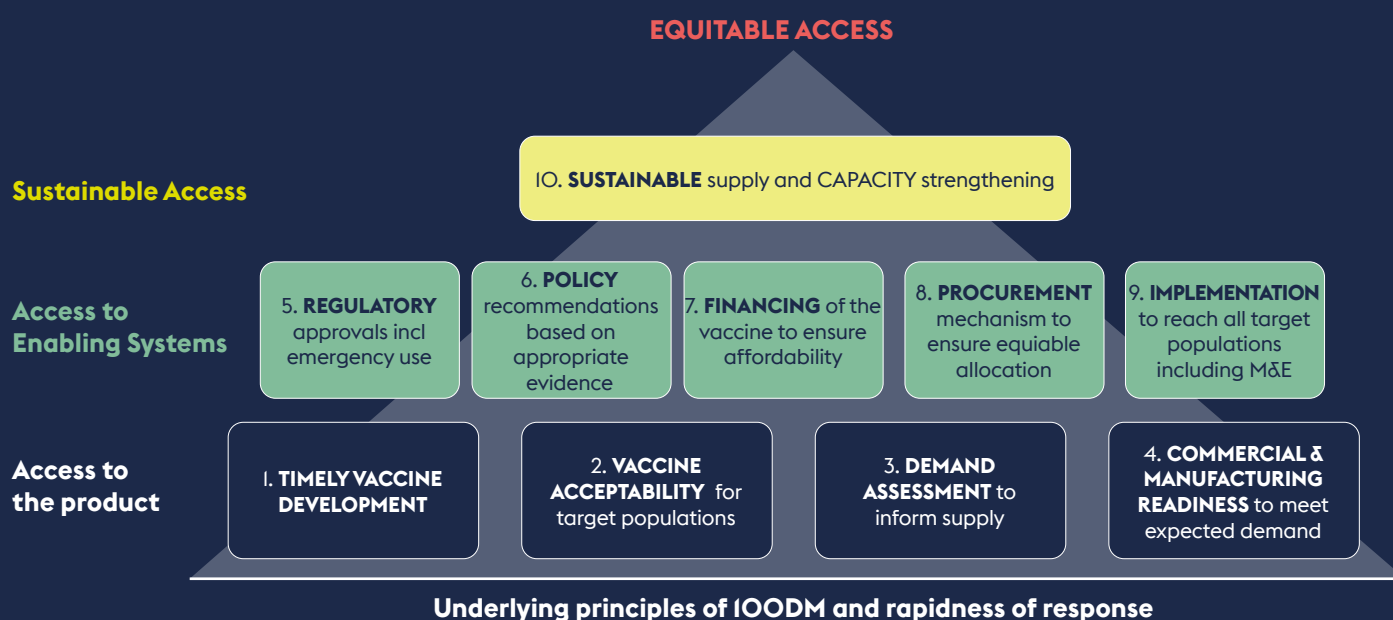 EQUITABLE ACCESS
Sustainable Access
10. SUSTAINABLE supply and CAPACITY strengthening
Access to
Enabling Systems
5. REGULATORY
approvals incl
emergency use
6. POLICY
recommendations
based on
appropriate
evidence
7. FINANCING of the
vaccine to ensure
affordability
8. PROCUREMENT
mechanism to
ensure equiable
allocation
9. IMPLEMENTATION
to reach all target
populations
including M&E
Access to
the product
1. TIMELY VACCINE
DEVELOPMENT
2. VACCINE
ACCEPTABILITY for
target populations
3. DEMAND
ASSESSMENT to
inform supply
4. COMMERCIAL &
MANUFACTURING
READINESS to meet
expected demand
Underlying principles of 100DM and rapidness of response